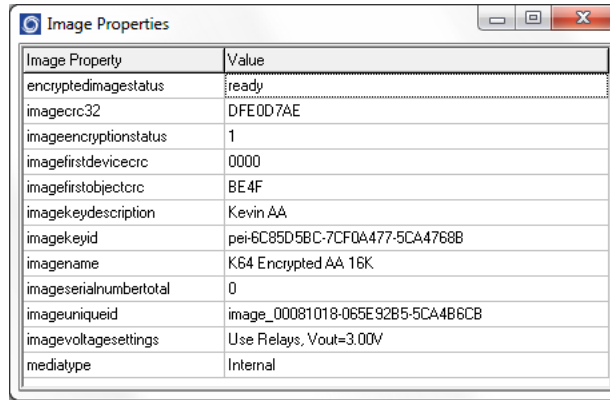 Image Properties
Image Property Value
encryptedimagestatus ready
imagecrc32 DFE0D7AE
imageencryptionstatus 1
imagefirstdevicecrc 0000
imagefirstobjectcrc BE4F
imagekeydescription Kevin AA
imagekeyid pei-6C85D5BC-7CF0A477-5CA4768B
imagename K64 Encrypted AA 16K
imageserialnumbertotal 0
imageuniqueid image_00081018-065E92B5-5CA4B6CB
imagevoltagesettings Use Relays, Vout=3.00V
mediatype Internal